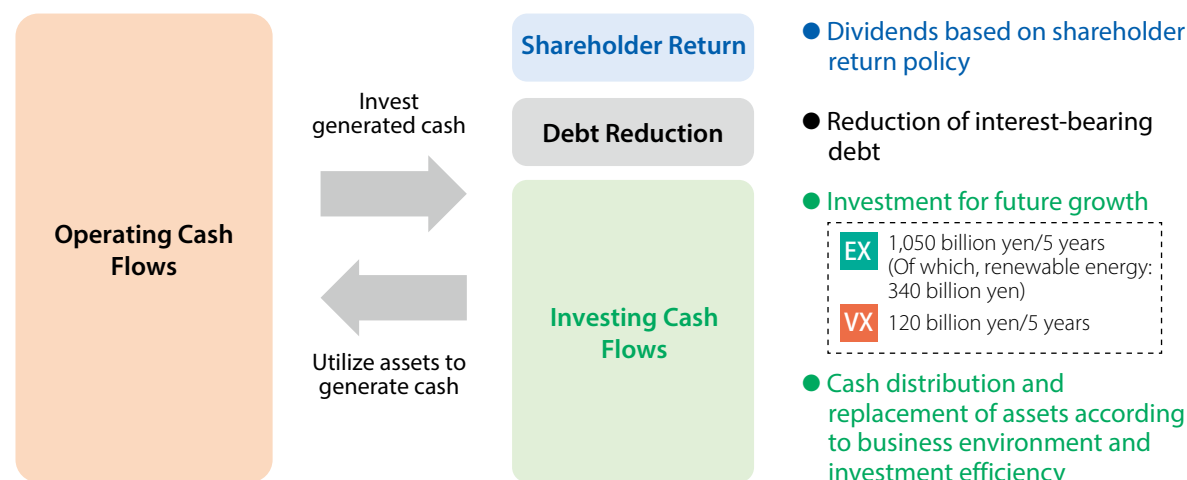 Operating Cash
Flows
Invest
generated cash
Utilize assets to
generate cash
Shareholder Return
Debt Reduction
Investing Cash
Flows
● Dividends based on shareholder
return policy
● Reduction of interest-bearing
debt
● Investment for future growth
EX 1,050 billion yen/5 years
(Of which, renewable energy:
340 billion yen)
VX 120 billion yen/5 years
● Cash distribution and
replacement of assets according
to business environment and
investment efficiency